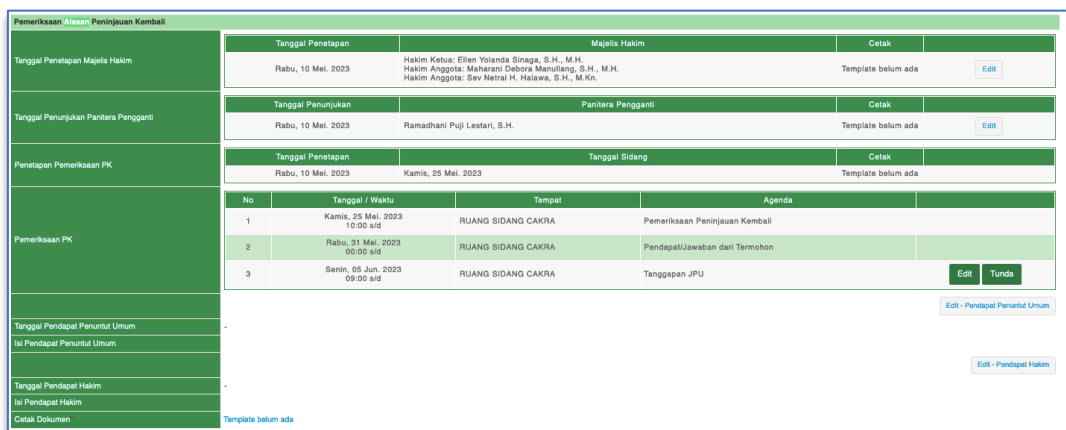 Pemeriksaan Alasan Peninjauan Kembali
Tanggal Penetapan Majelis Hakim
Tanggal Penetapan Majelis Hakim Cetak
Rabu, 10 Mei. 2023
Hakim Ketua: Ellen Yolanda Sinaga, S.H., M.H.
Hakim Anggota: Maharani Debora Manullang, S.H., M.H.
Hakim Anggota: Sev Netral H. Halawa, S.H., M.Kn.
Template belum ada
Edit
Tanggal Penunjukan Panitera Pengganti
Tanggal Penunjukan Panitera Pengganti Cetak
Rabu, 10 Mei. 2023 Ramadhani Puji Lestari, S.H. Template belum ada Edit
Penetapan Pemeriksaan PK
Tanggal Penetapan Tanggal Sidang Cetak
Rabu, 10 Mei. 2023 Kamis, 25 Mei. 2023 Template belum ada
Pemeriksaan PK
No Tanggal / Waktu Tempat Agenda
1 Kamis, 25 Mei. 2023 RUANG SIDANG CAKRA Pemeriksaan Peninjauan Kembali
10:00 s/d
2 Rabu, 31 Mei. 2023 RUANG SIDANG CAKRA Pendapat/Jawaban dari Termohon
00:00 s/d
3 Senin, 05 Jun. 2023 RUANG SIDANG CAKRA Tanggapan JPU Edit Tunda
09:00 s/d
Edit - Pendapat Penuntut Umum
Tanggal Pendapat Penuntut Umum -
Isi Pendapat Penuntut Umum
Edit - Pendapat Hakim
Tanggal Pendapat Hakim -
Isi Pendapat Hakim
Cetak Dokumen Template belum ada